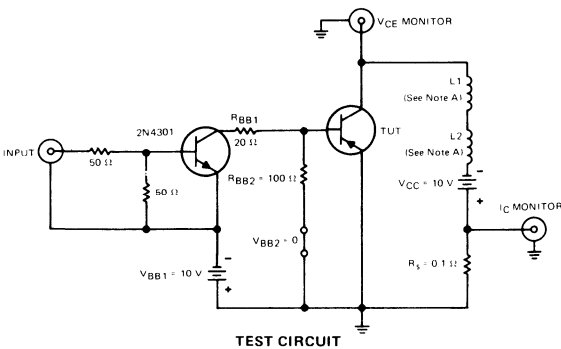 VCE MONITOR
L1
(See Note A)
2N4301
RBB1
20 Ω
TUT
L2
(See Note A)
INPUT
50 Ω
50 Ω
RBB2 = 100 Ω
VCC = 10 V
-
+
IC MONITOR
VBB2 = 0
VBB1 = 10 V
-
+
Rs = 0.1 Ω
TEST CIRCUIT